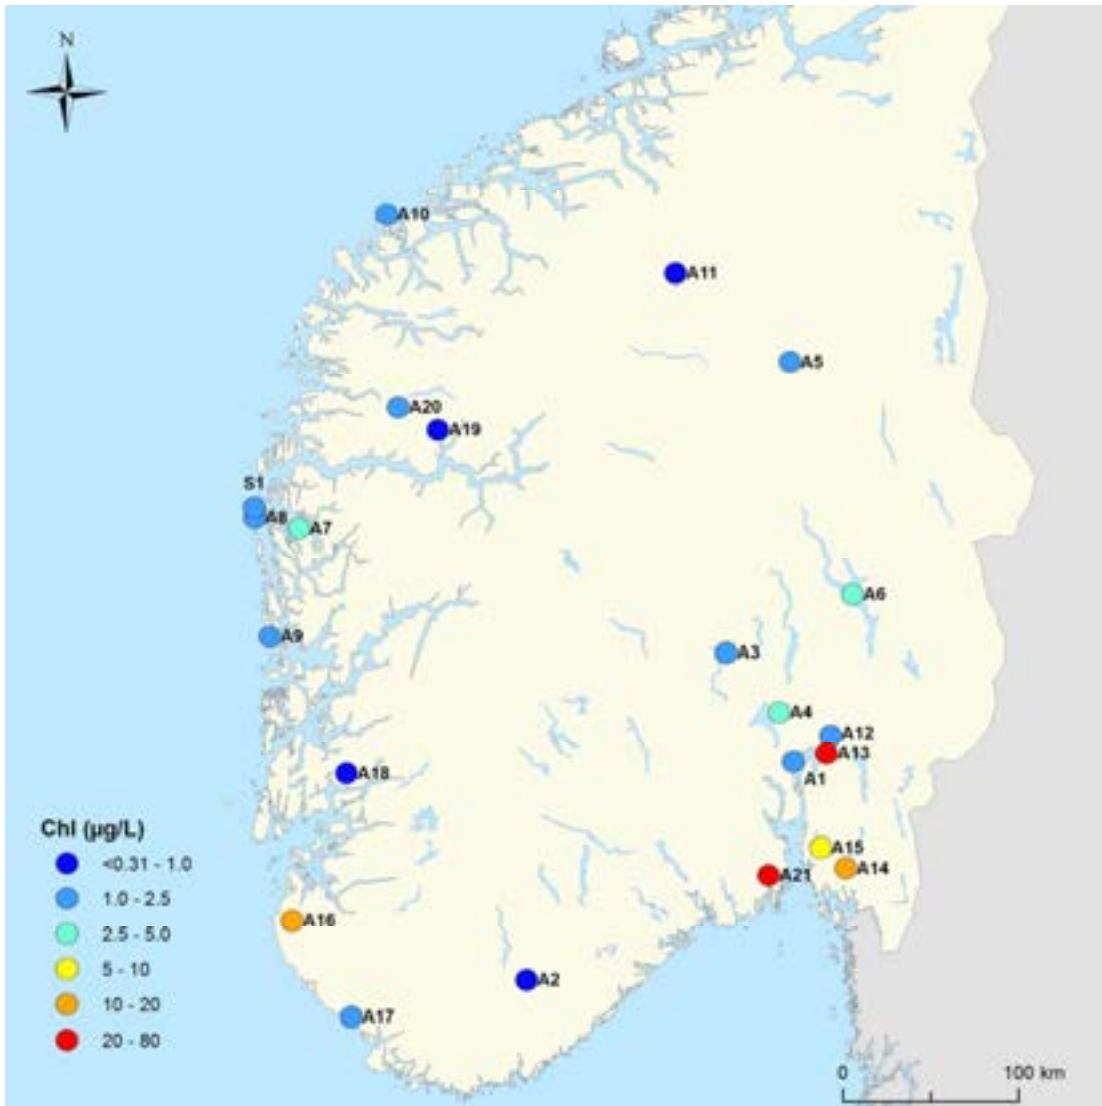 N
A10
A11
A5
A20
A19
S1
A8
A7
A6
A9
A3
A4
A12
A13
A1
A18
Chl (µg/L)
<0.31 - 1.0
1.0 - 2.5
2.5 - 5.0
5 - 10
10 - 20
20 - 80
A15
A14
A21
A16
A2
A17
0 100 km